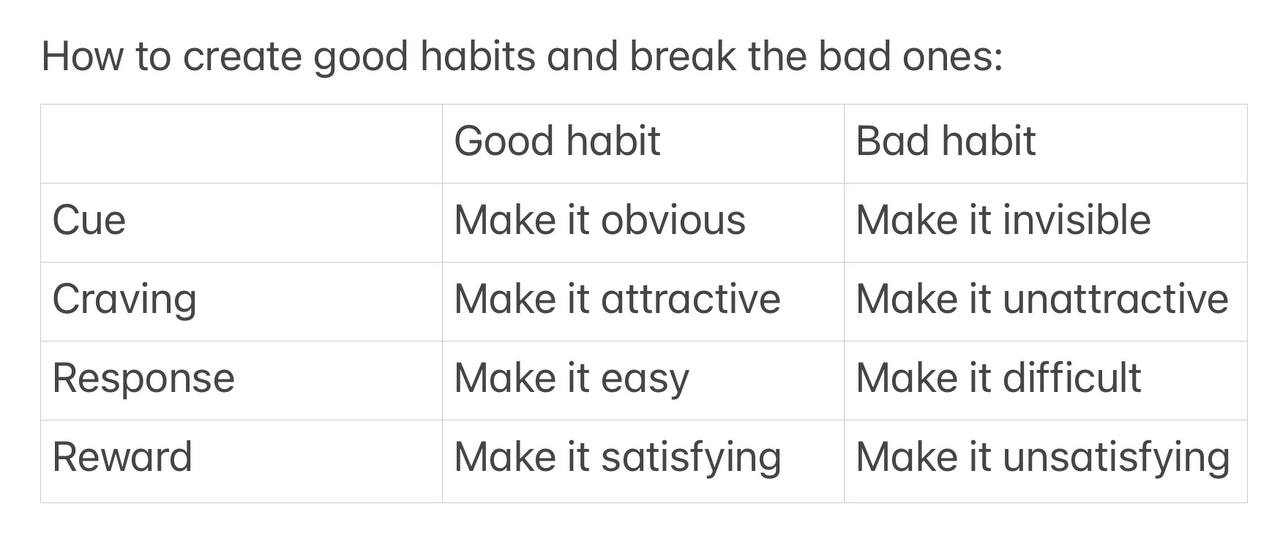 How to create good habits and break the bad ones:
Good habit Bad habit
Cue Make it obvious Make it invisible
Craving Make it attractive Make it unattractive
Response Make it easy Make it difficult
Reward Make it satisfying Make it unsatisfying